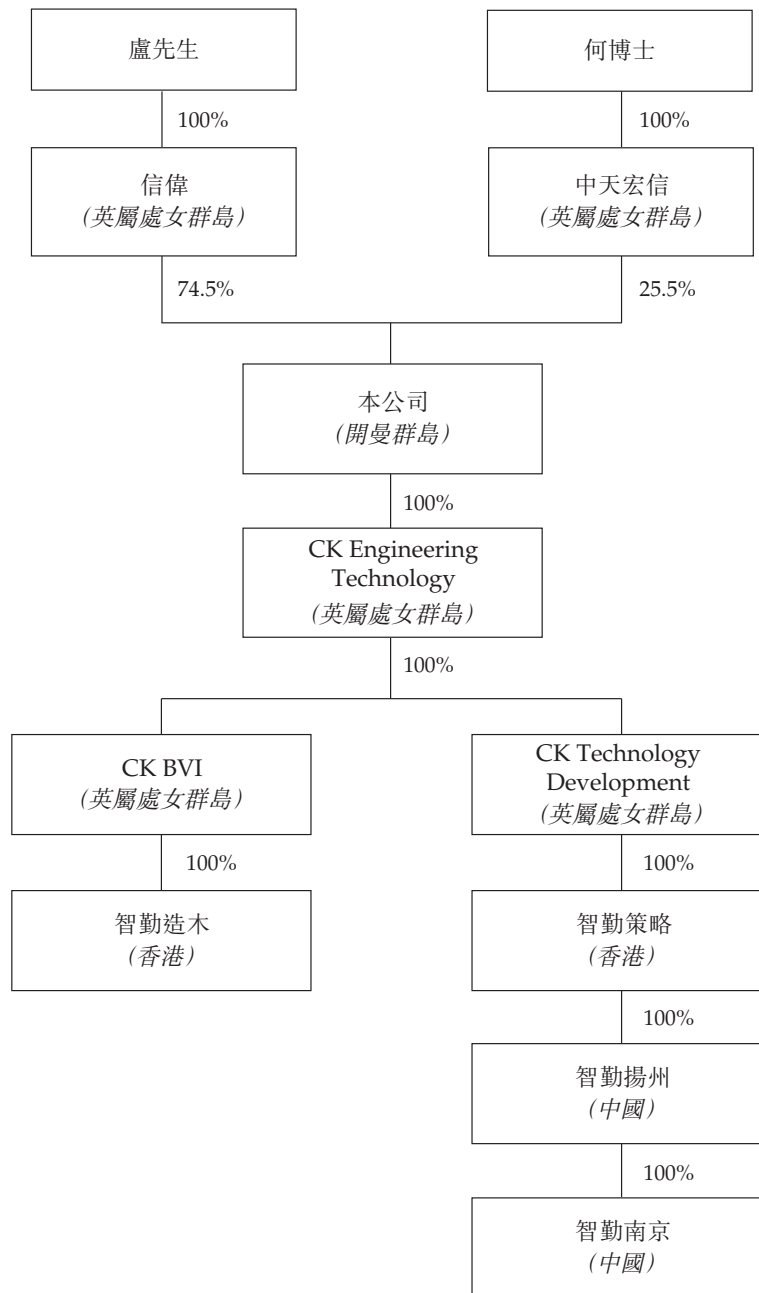 盧先生
何博士
100%
100%
信偉
(英屬處女群島)
中天宏信
(英屬處女群島)
74.5%
25.5%
本公司
(開曼群島)
100%
CK Engineering
Technology
(英屬處女群島)
100%
CK BVI
(英屬處女群島)
CK Technology
Development
(英屬處女群島)
100%
100%
智勤造木
(香港)
智勤策略
(香港)
100%
智勤揚州
(中國)
100%
智勤南京
(中國)